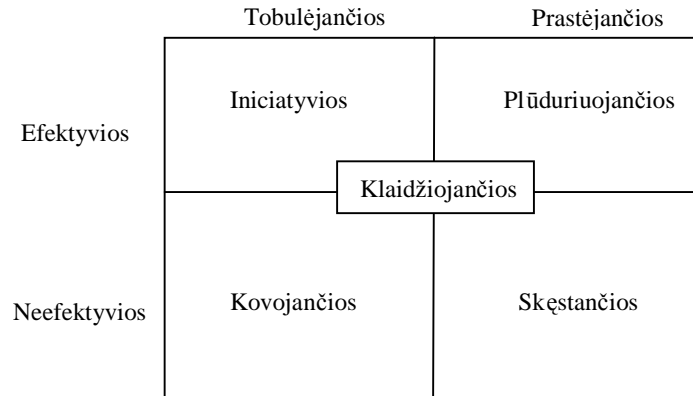 Tobulėjančios Prastėjančios
Iniciatyvios Plūduriuojančios
Efektyvios
Klaidžiojančios
Neefektyvios Kovojančios Skęstančios